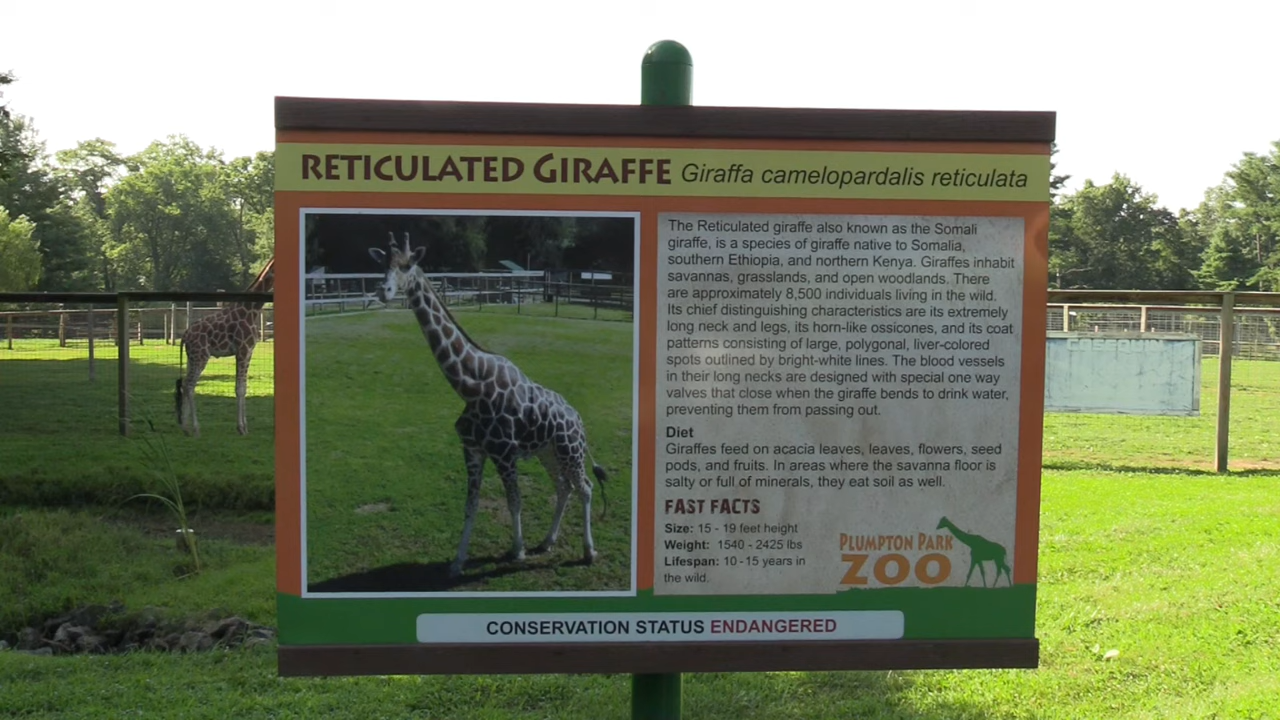 RETICULATED GIRAFFE Giraffa camelopardalis reticulata
The Reticulated giraffe also known as the Somali
giraffe, is a species of giraffe native to Somalia,
southern Ethiopia, and northern Kenya. Giraffes inhabit
savannas, grasslands, and open woodlands. There
are approximately 8,500 individuals living in the wild.
Its chief distinguishing characteristics are its extremely
long neck and legs, its horn-like ossicones, and its coat
patterns consisting of large, polygonal, liver-colored
spots outlined by bright-white lines. The blood vessels
in their long necks are designed with special one way
valves that close when the giraffe bends to drink water,
preventing them from passing out.
Diet
Giraffes feed on acacia leaves, leaves, flowers, seed
pods, and fruits. In areas where the savanna floor is
salty or full of minerals, they eat soil as well.
FAST FACTS
Size: 15 - 19 feet height
Weight: 1540 - 2425 lbs
Lifespan: 10 - 15 years in
the wild.
PLUMPTON PARK
ZOO
CONSERVATION STATUS ENDANGERED